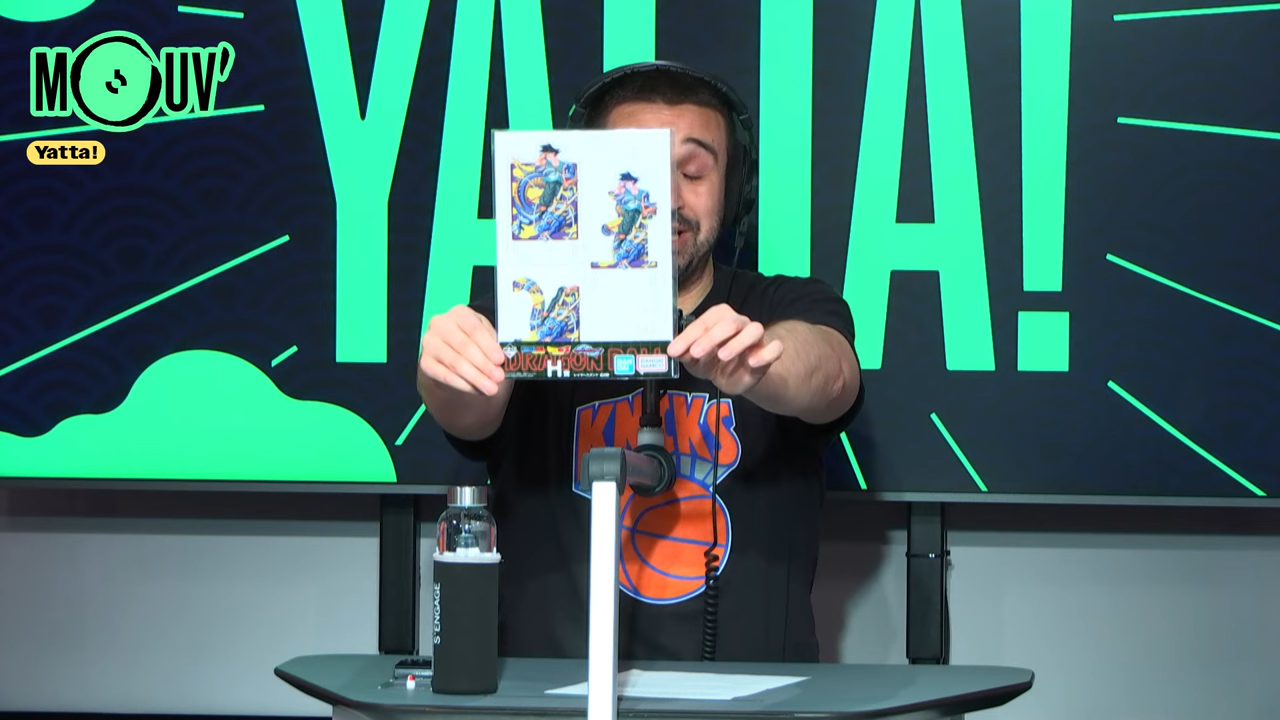 YATTA!
MOUV'
Yatta!
DRAGON BALL
KNICKS
S'ENGAGE